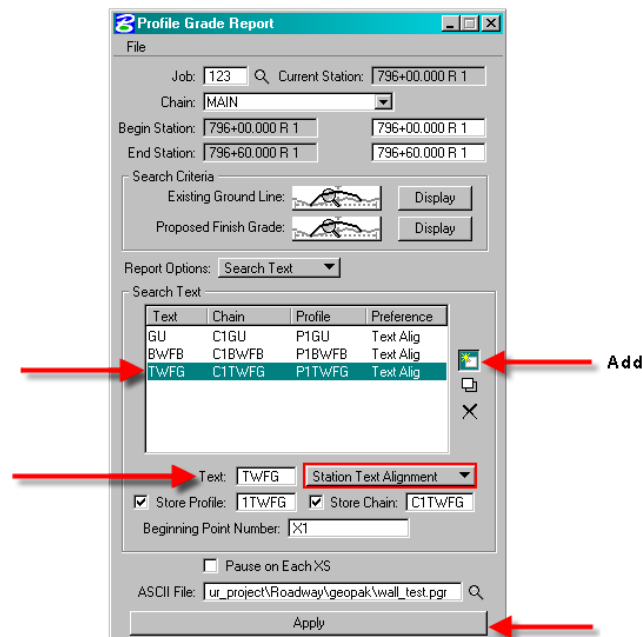 Profile Grade Report
File
Job: 123 Current Station: 796+00.000 R 1
Chain: MAIN
Begin Station: 796+00.000 R 1 796+00.000 R 1
End Station: 796+60.000 R 1 796+60.000 R 1
Search Criteria
Existing Ground Line: Display
Proposed Finish Grade: Display
Report Options: Search Text
Search Text
Text Chain Profile Preference
GU C1GU P1GU Text Alig
BWFB C1BWFB P1BWFB Text Alig
TWFG C1TWFG P1TWFG Text Alig
Add
Text: TWFG Station Text Alignment
Store Profile: 1TWFG Store Chain: C1TWFG
Beginning Point Number: X1
Pause on Each XS
ASCII File: ur_project\Roadway\geopak\wall_test.pgr
Apply